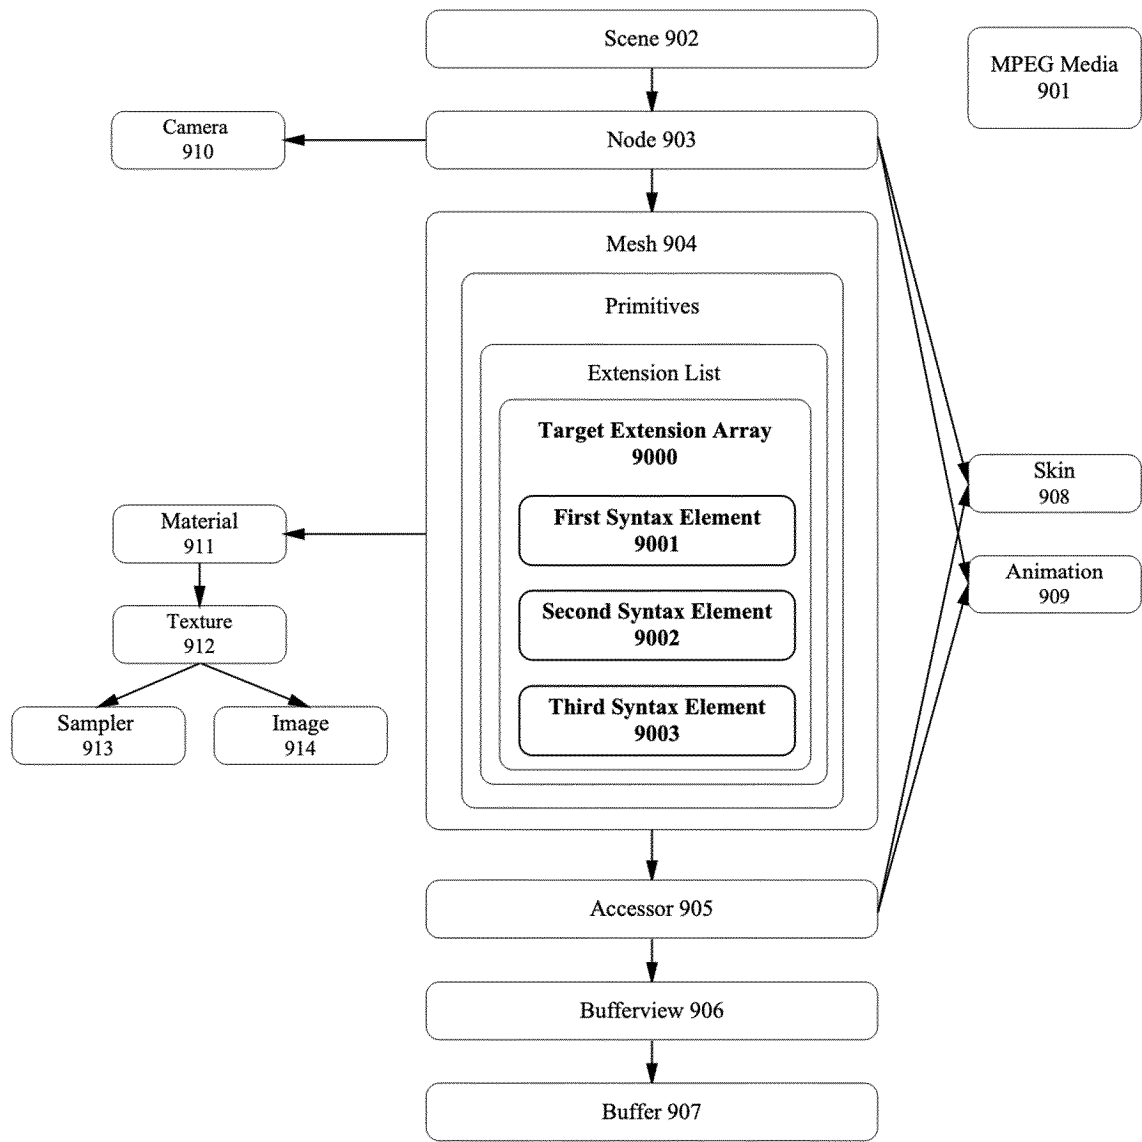 Scene 902
MPEG Media
901
Camera
910
Node 903
Mesh 904
Primitives
Extension List
Target Extension Array
9000
First Syntax Element
9001
Second Syntax Element
9002
Third Syntax Element
9003
Skin
908
Animation
909
Material
911
Texture
912
Sampler
913
Image
914
Accessor 905
Bufferview 906
Buffer 907